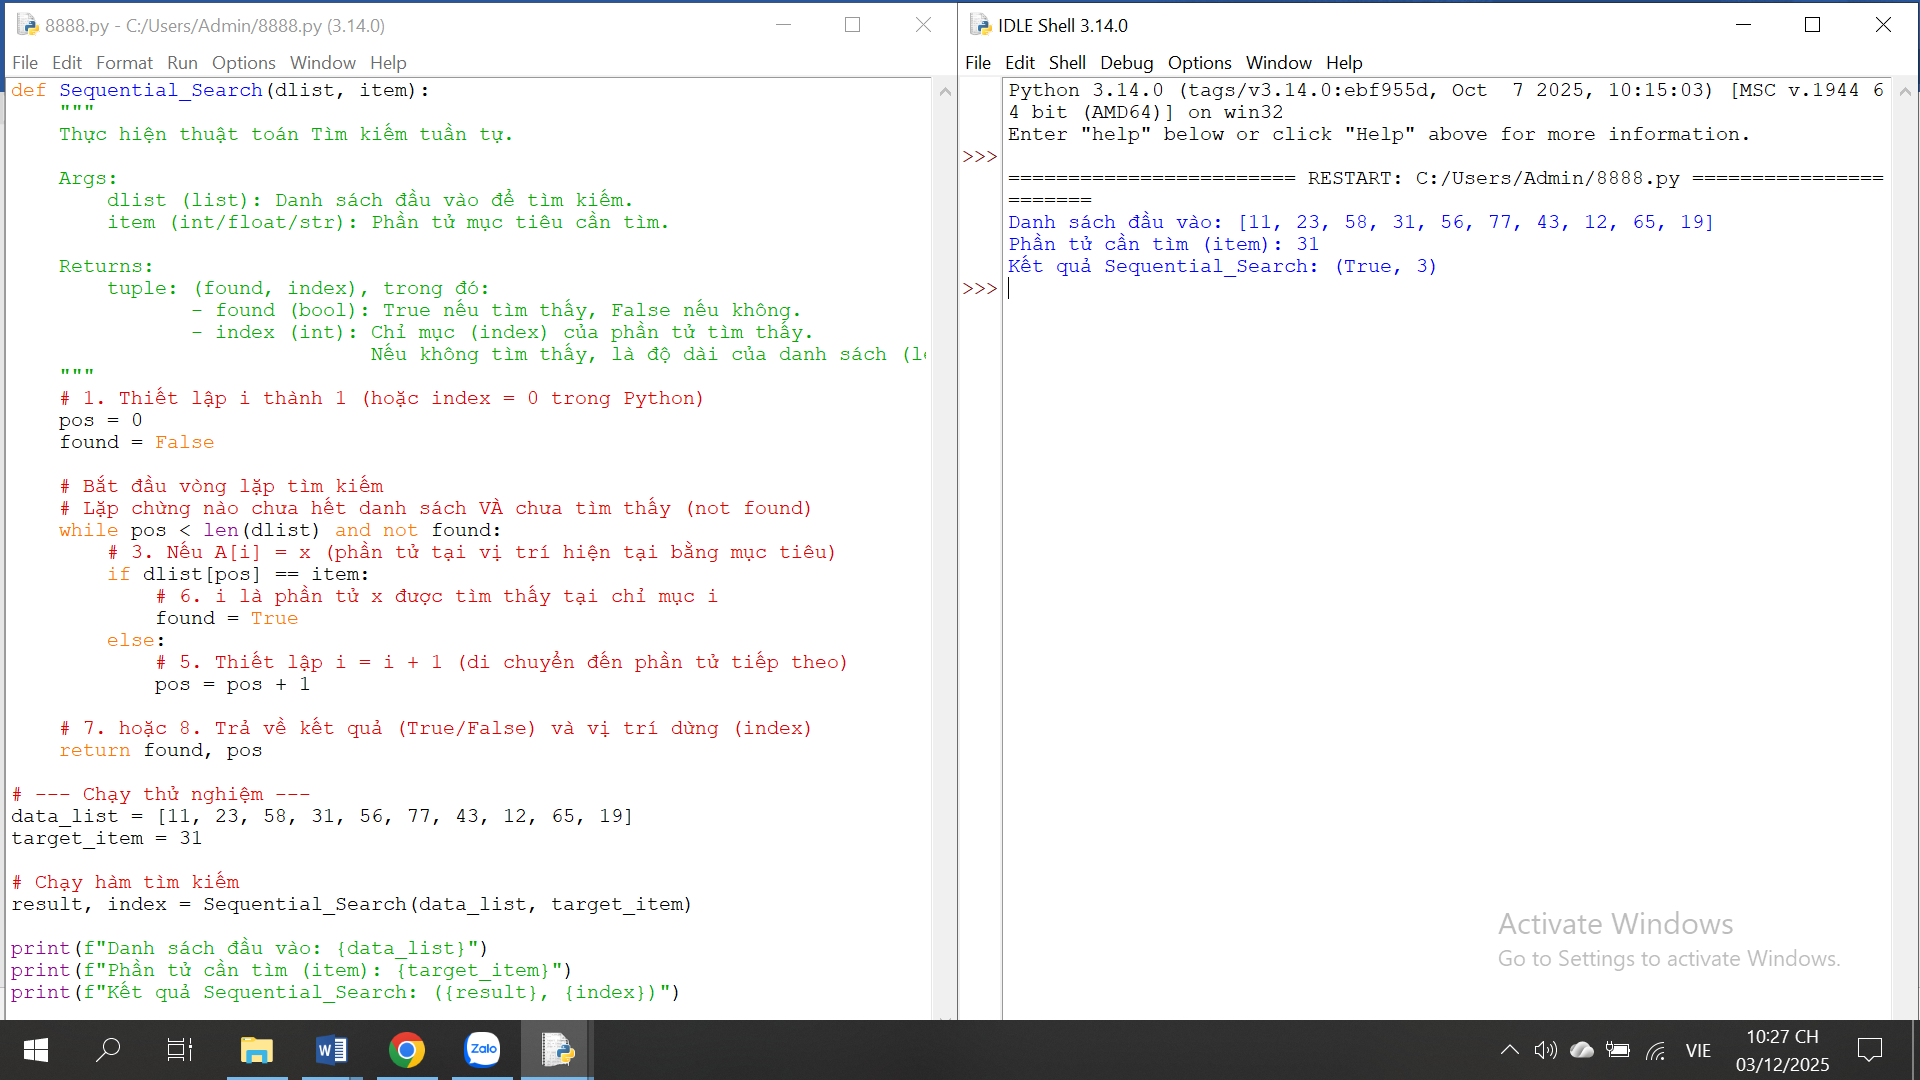 8888.py - C:/Users/Admin/8888.py (3.14.0)
File Edit Format Run Options Window Help
def Sequential_Search(dlist, item):
    """
    Thực hiện thuật toán Tìm kiếm tuần tự.

    Args:
        dlist (list): Danh sách đầu vào để tìm kiếm.
        item (int/float/str): Phần tử mục tiêu cần tìm.

    Returns:
        tuple: (found, index), trong đó:
               - found (bool): True nếu tìm thấy, False nếu không.
               - index (int): Chỉ mục (index) của phần tử tìm thấy.
                              Nếu không tìm thấy, là độ dài của danh sách
    """
    # 1. Thiết lập i thành 1 (hoặc index = 0 trong Python)
    pos = 0
    found = False

    # Bắt đầu vòng lặp tìm kiếm
    # Lặp chừng nào chưa hết danh sách VÀ chưa tìm thấy (not found)
    while pos < len(dlist) and not found:
        # 3. Nếu A[i] = x (phần tử tại vị trí hiện tại bằng mục tiêu)
        if dlist[pos] == item:
            # 6. i là phần tử x được tìm thấy tại chỉ mục i
            found = True
        else:
            # 5. Thiết lập i = i + 1 (di chuyển đến phần tử tiếp theo)
            pos = pos + 1

    # 7. hoặc 8. Trả về kết quả (True/False) và vị trí dừng (index)
    return found, pos

# --- Chạy thử nghiệm ---
data_list = [11, 23, 58, 31, 56, 77, 43, 12, 65, 19]
target_item = 31

# Chạy hàm tìm kiếm
result, index = Sequential_Search(data_list, target_item)

print(f"Danh sách đầu vào: {data_list}")
print(f"Phần tử cần tìm (item): {target_item}")
print(f"Kết quả Sequential_Search: ({result}, {index})")
IDLE Shell 3.14.0
File Edit Shell Debug Options Window Help
Python 3.14.0 (tags/v3.14.0:ebf955d, Oct  7 2025, 10:15:03) [MSC v.1944 6
4 bit (AMD64)] on win32
Enter "help" below or click "Help" above for more information.
>>>
======================== RESTART: C:/Users/Admin/8888.py ================
=======
Danh sách đầu vào: [11, 23, 58, 31, 56, 77, 43, 12, 65, 19]
Phần tử cần tìm (item): 31
Kết quả Sequential_Search: (True, 3)
>>>
Activate Windows
Go to Settings to activate Windows.
Zalo
VIE
10:27 CH
03/12/2025